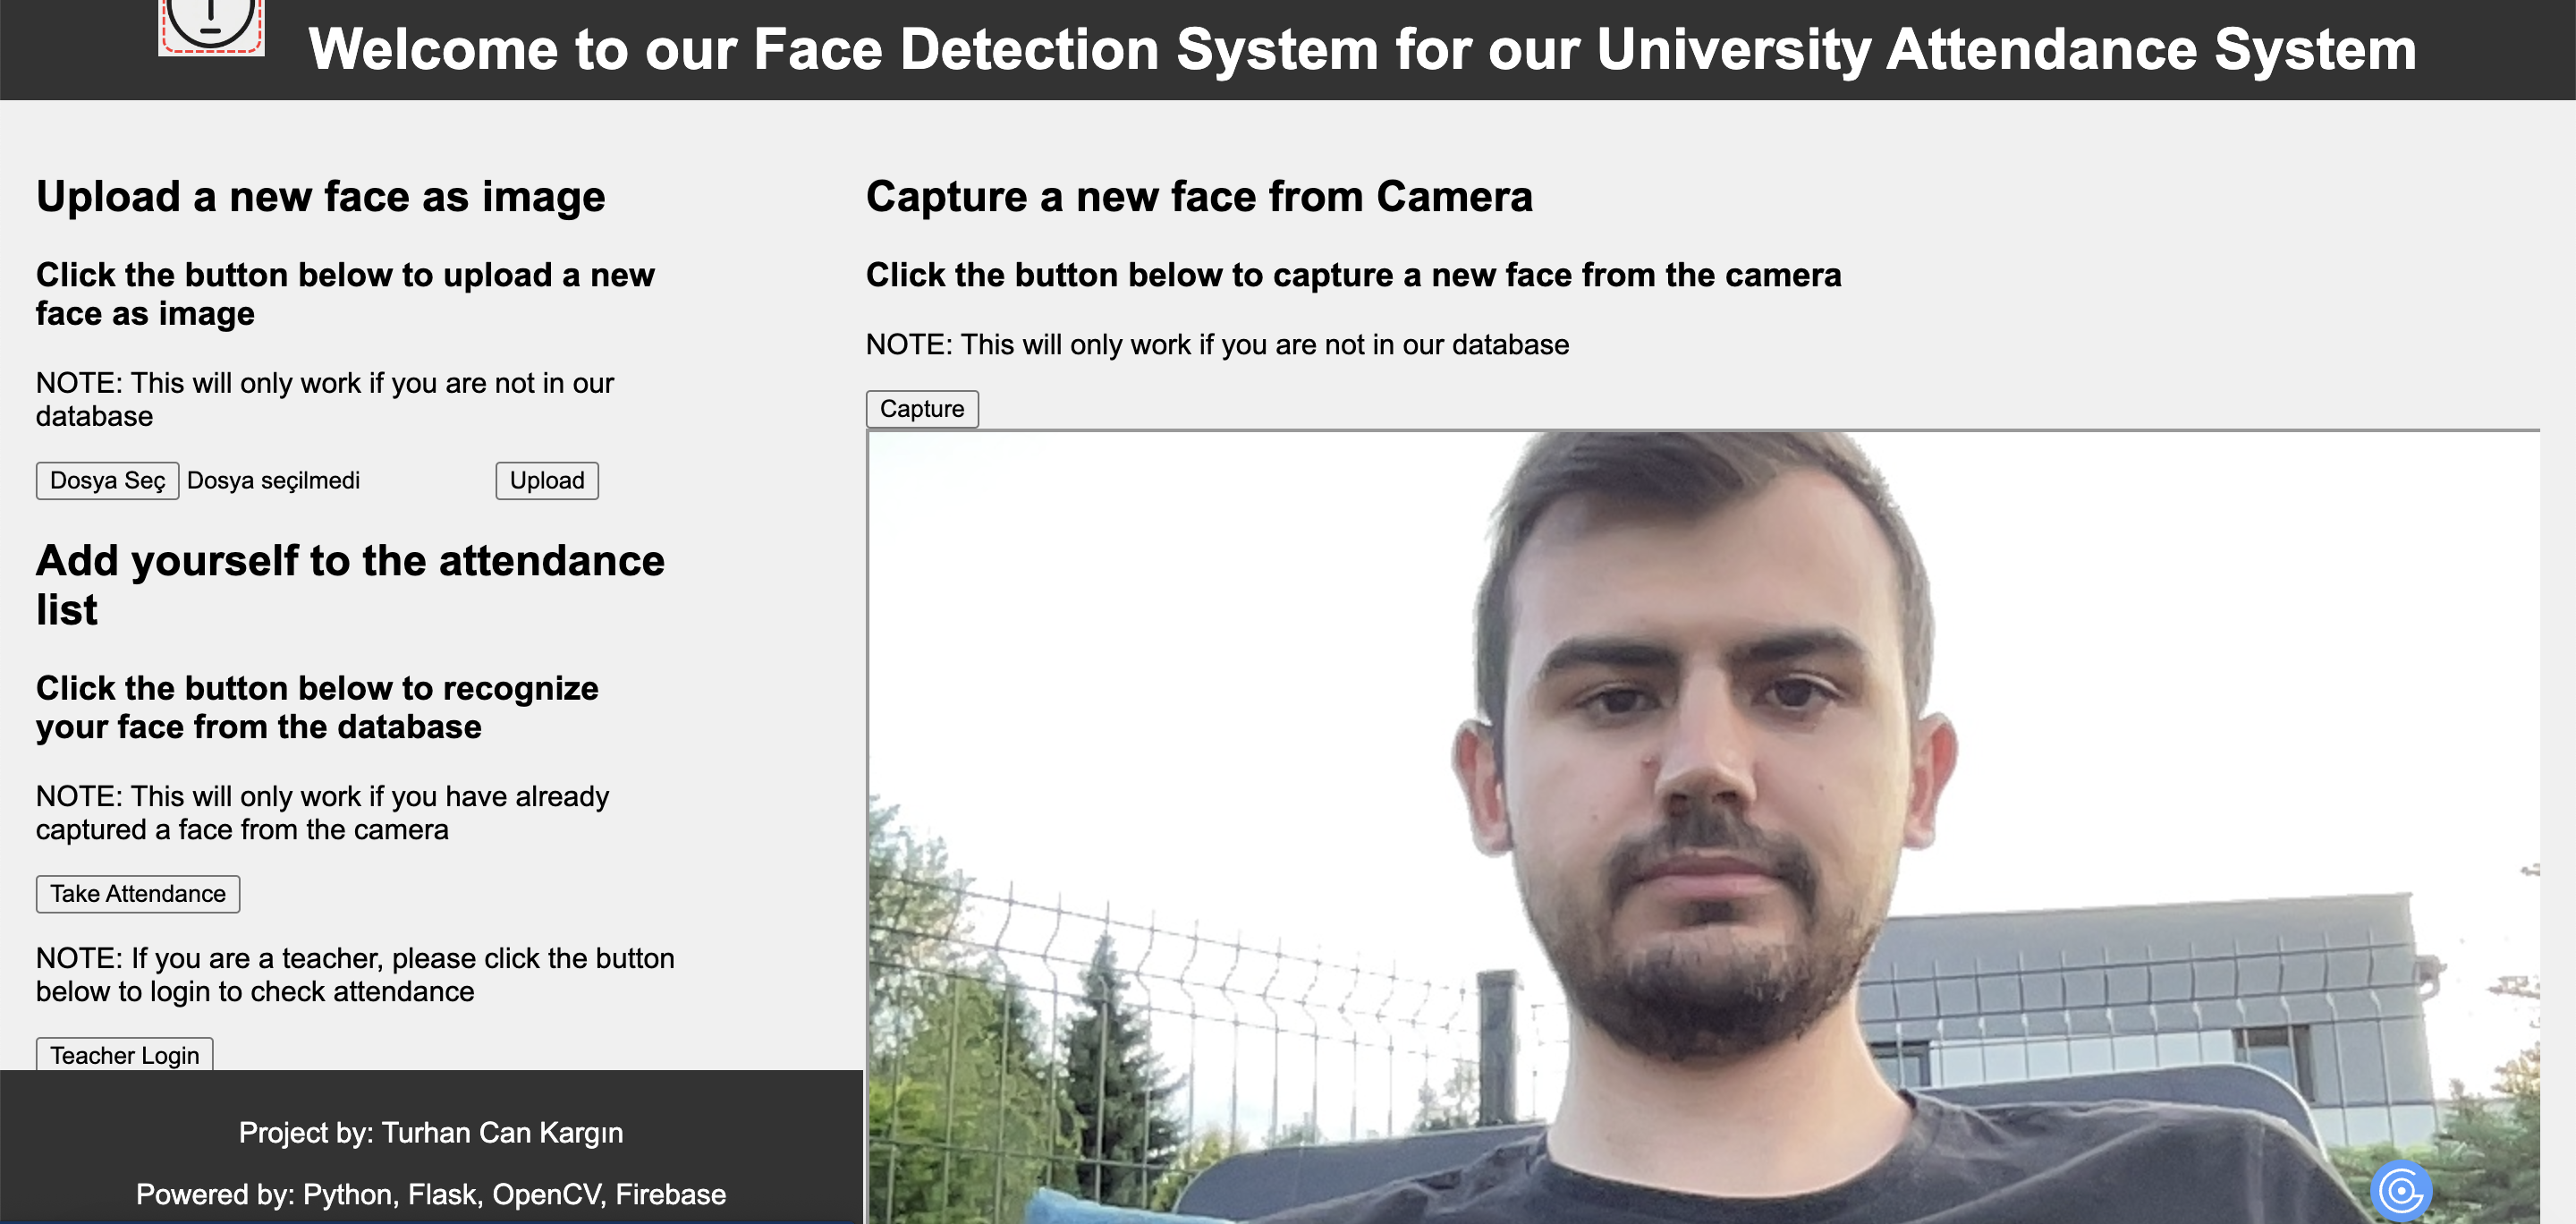 Welcome to our Face Detection System for our University Attendance System
Upload a new face as image
Click the button below to upload a new
face as image
NOTE: This will only work if you are not in our
database
Dosya Seç Dosya seçilmedi Upload
Add yourself to the attendance
list
Click the button below to recognize
your face from the database
NOTE: This will only work if you have already
captured a face from the camera
Take Attendance
NOTE: If you are a teacher, please click the button
below to login to check attendance
Teacher Login
Project by: Turhan Can Kargın
Powered by: Python, Flask, OpenCV, Firebase
Capture a new face from Camera
Click the button below to capture a new face from the camera
NOTE: This will only work if you are not in our database
Capture